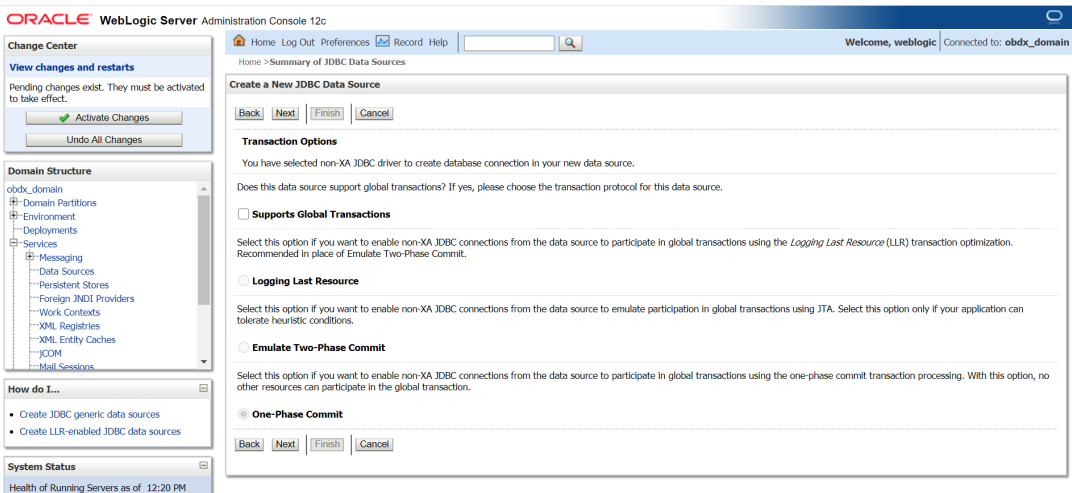 ORACLE WebLogic Server Administration Console 12c
Change Center
View changes and restarts
Pending changes exist. They must be activated
to take effect.
Activate Changes
Undo All Changes
Domain Structure
obdx_domain
Domain Partitions
Environment
Deployments
Services
Messaging
Data Sources
Persistent Stores
Foreign JNDI Providers
Work Contexts
XML Registries
XML Entity Caches
jCOM
Mail Sessions
How do I...
Create JDBC generic data sources
Create LLR-enabled JDBC data sources
System Status
Health of Running Servers as of 12:20 PM
Home Log Out Preferences Record Help
Welcome, weblogic Connected to: obdx_domain
Home >Summary of JDBC Data Sources
Create a New JDBC Data Source
Back Next Finish Cancel
Transaction Options
You have selected non-XA JDBC driver to create database connection in your new data source.
Does this data source support global transactions? If yes, please choose the transaction protocol for this data source.
Supports Global Transactions
Select this option if you want to enable non-XA JDBC connections from the data source to participate in global transactions using the Logging Last Resource (LLR) transaction optimization.
Recommended in place of Emulate Two-Phase Commit.
Logging Last Resource
Select this option if you want to enable non-XA JDBC connections from the data source to emulate participation in global transactions using JTA. Select this option only if your application can
tolerate heuristic conditions.
Emulate Two-Phase Commit
Select this option if you want to enable non-XA JDBC connections from the data source to participate in global transactions using the one-phase commit transaction processing. With this option, no
other resources can participate in the global transaction.
One-Phase Commit
Back Next Finish Cancel